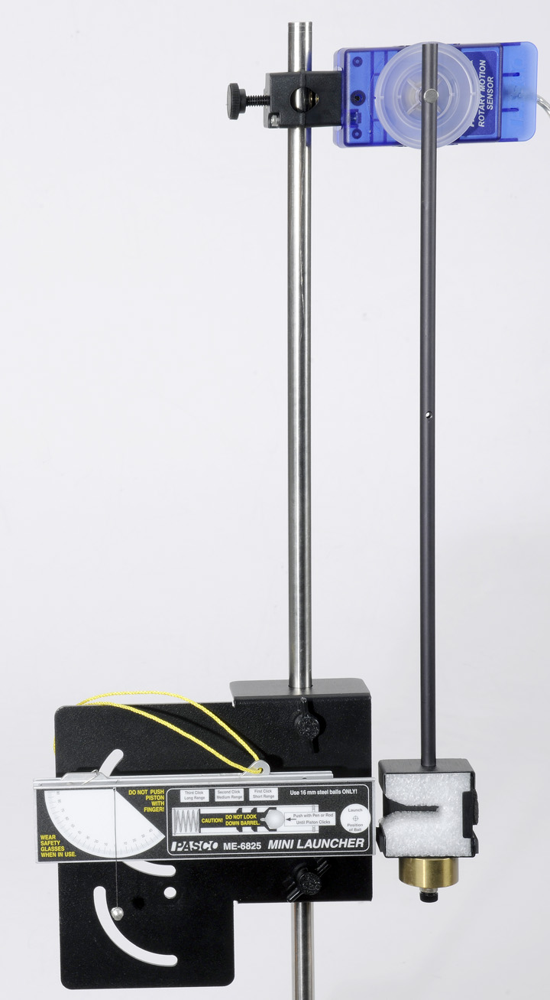 ROTARY MOTION
SENSOR
DO NOT PUSH
PISTON
WITH
FINGER!
WEAR
SAFETY
GLASSES
WHEN IN USE.
Third Click
Long Range
Second Click
Medium Range
First Click
Short Range
Use 16 mm steel balls ONLY!
CAUTION!
DO NOT LOOK
DOWN BARREL.
Push with Pen or Rod
Until Piston Clicks
Launch
Position
of Ball
PASCO ME-6825 MINI LAUNCHER